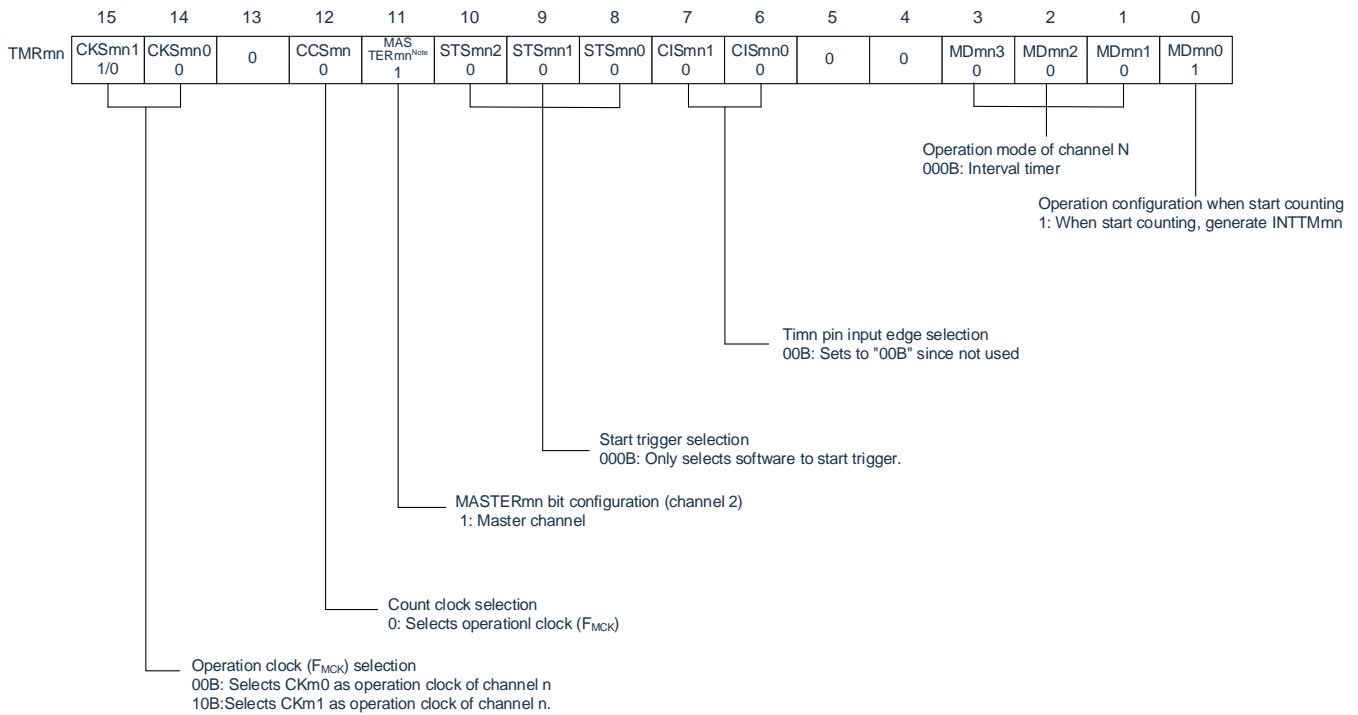 15 14 13 12 11 10 9 8 7 6 5 4 3 2 1 0
TMRmn CKSmn1 CKSmn0 0 CCSmn MAS TERmnNote STSmn2 STSmn1 STSmn0 CISmn1 CISmn0 0 0 MDmn3 MDmn2 MDmn1 MDmn0
1/0 0 0 1 0 0 0 0 0 0 0 0 1
Operation mode of channel N
000B: Interval timer
Operation configuration when start counting
1: When start counting, generate INTTMmn
Timn pin input edge selection
00B: Sets to "00B" since not used
Start trigger selection
000B: Only selects software to start trigger.
MASTERmn bit configuration (channel 2)
1: Master channel
Count clock selection
0: Selects operationl clock (FMCK)
Operation clock (FMCK) selection
00B: Selects CKm0 as operation clock of channel n
10B:Selects CKm1 as operation clock of channel n.